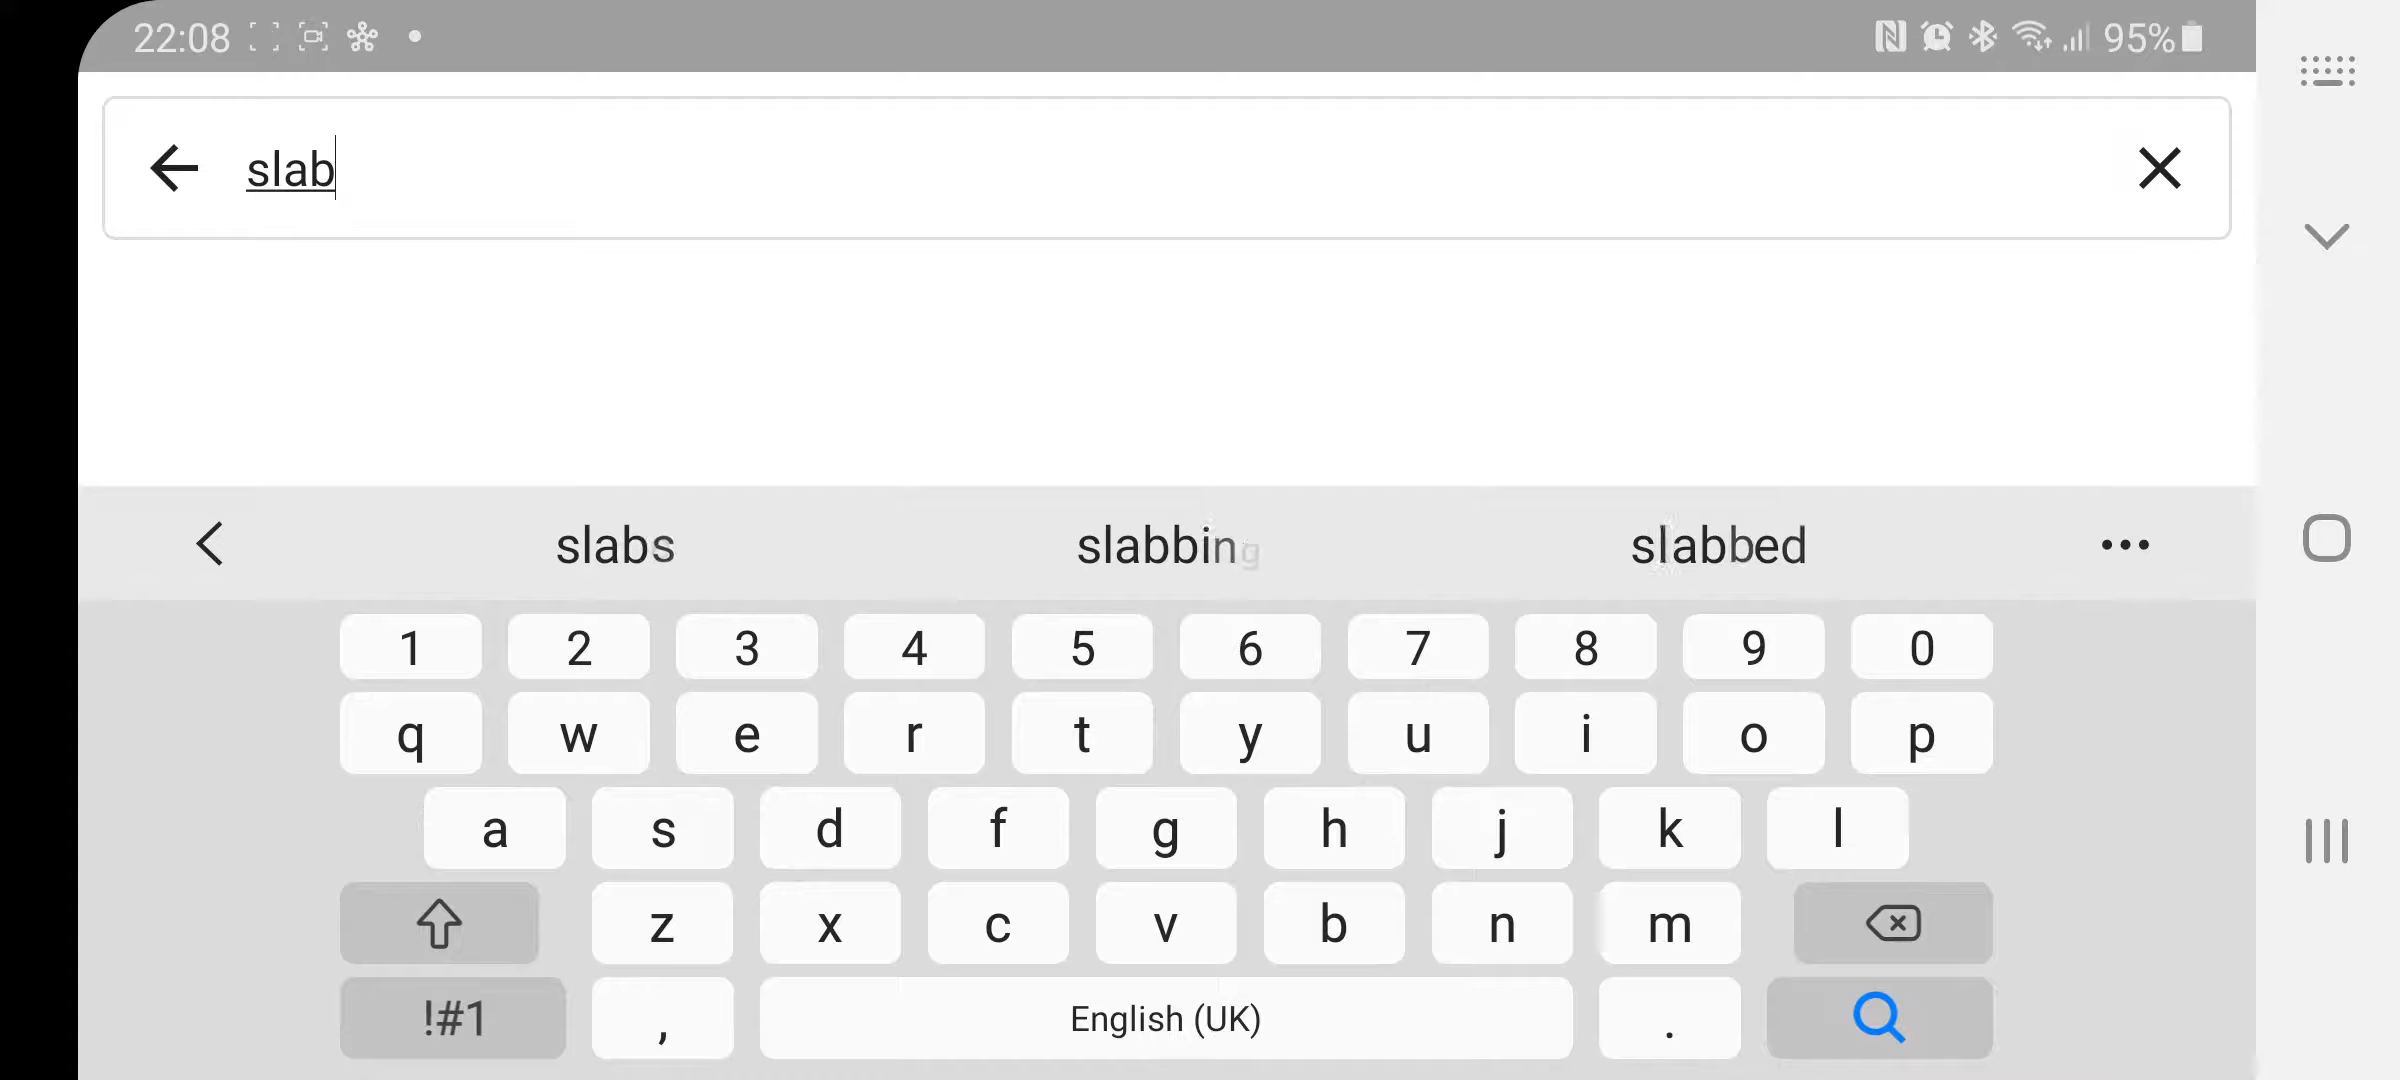 22:08 95%
slab
slabs slabbing slabbed
1 2 3 4 5 6 7 8 9 0
q w e r t y u i o p
a s d f g h j k l
z x c v b n m
!#1 , English (UK) .